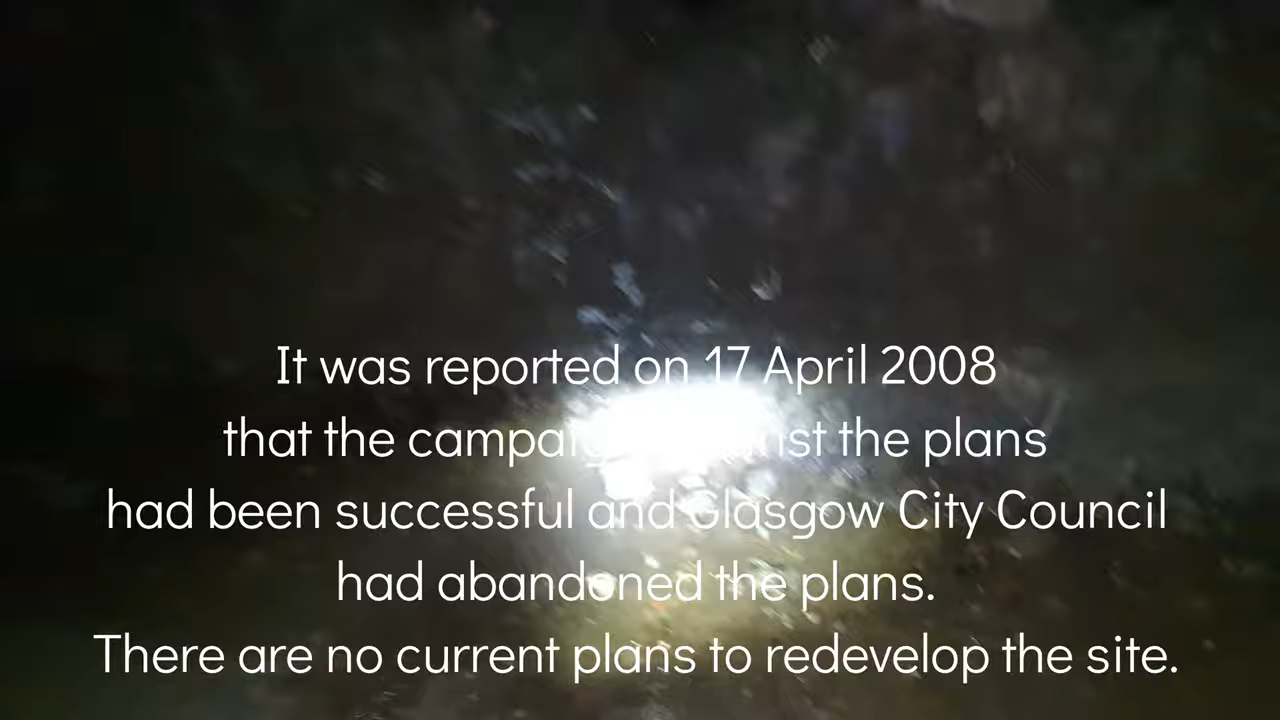 It was reported on 17 April 2008
that the campaign against the plans
had been successful and Glasgow City Council
had abandoned the plans.
There are no current plans to redevelop the site.